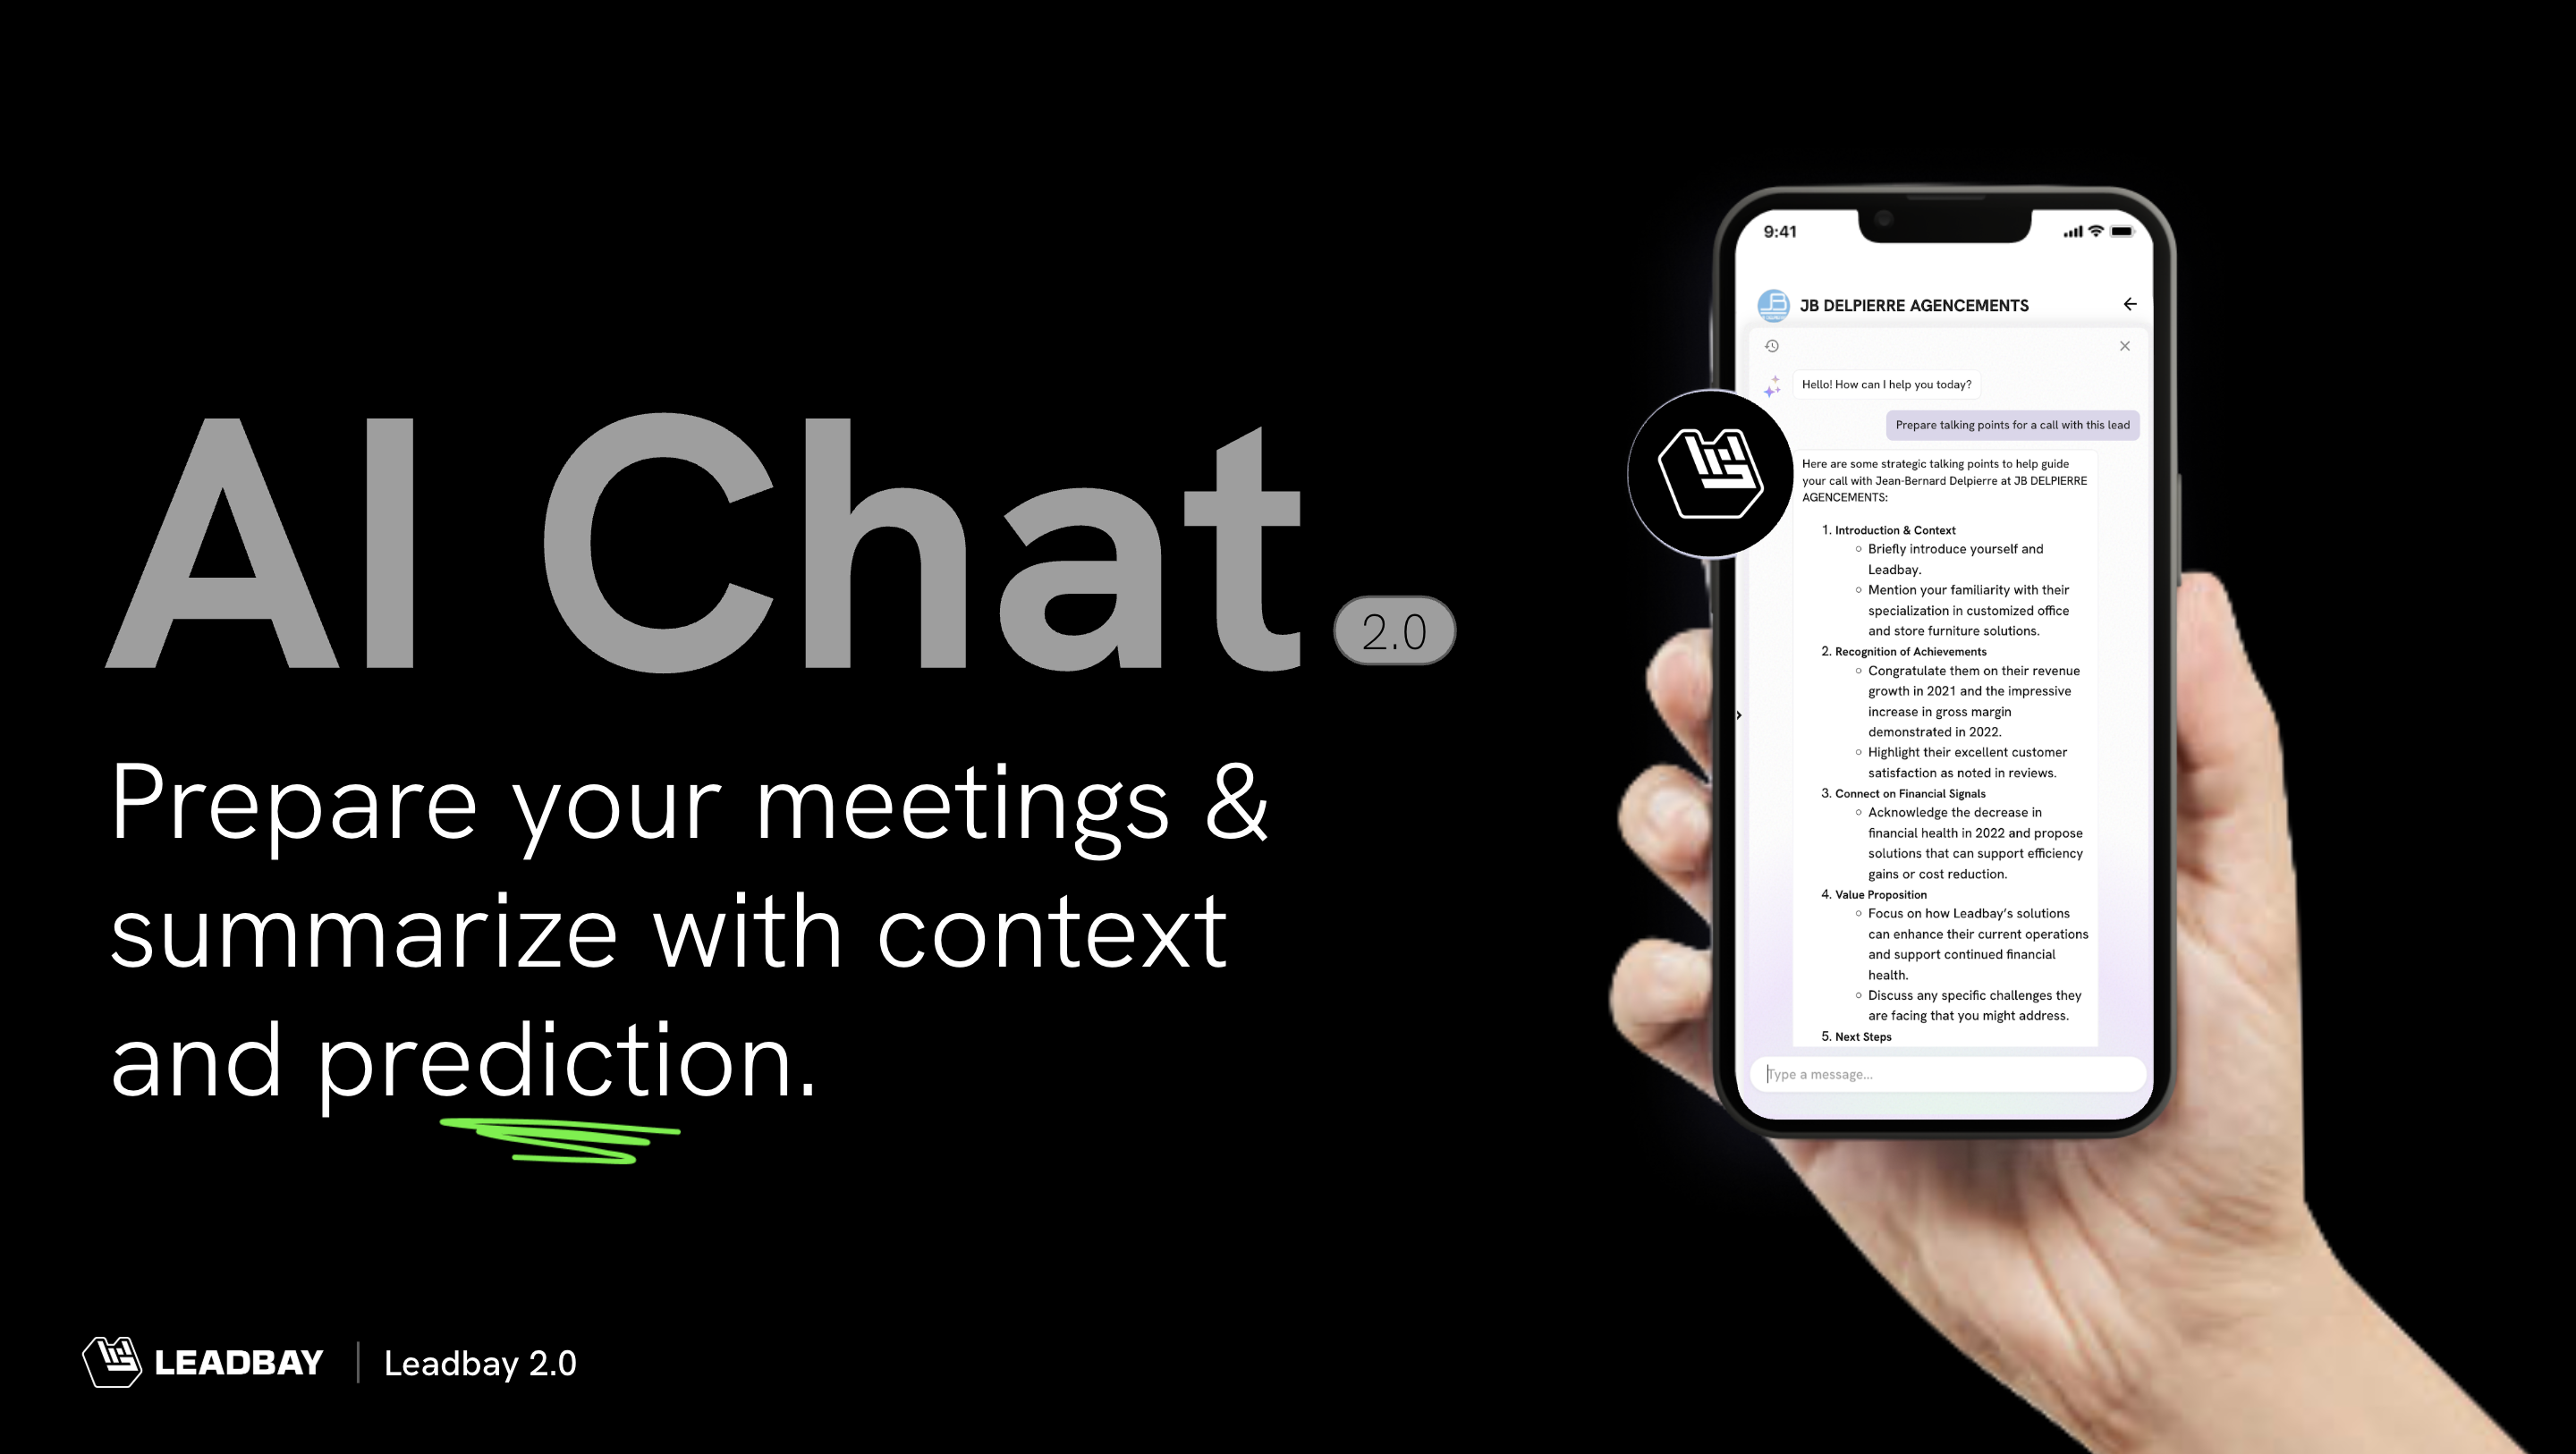 AI Chat.
2.0
Prepare your meetings &
summarize with context
and prediction.
LEADBAY
Leadbay 2.0
9:41
JB DELPIERRE AGENCEMENTS
Hello! How can I help you today?
Prepare talking points for a call with this lead
Here are some strategic talking points to help guide
your call with Jean-Bernard Delpierre at JB DELPIERRE
AGENCEMENTS:
1. Introduction & Context
Briefly introduce yourself and
Leadbay.
Mention your familiarity with their
specialization in customized office
and store furniture solutions.
2. Recognition of Achievements
Congratulate them on their revenue
growth in 2021 and the impressive
increase in gross margin
demonstrated in 2022.
Highlight their excellent customer
satisfaction as noted in reviews.
3. Connect on Financial Signals
Acknowledge the decrease in
financial health in 2022 and propose
solutions that can support efficiency
gains or cost reduction.
4. Value Proposition
Focus on how Leadbay's solutions
can enhance their current operations
and support continued financial
health.
Discuss any specific challenges they
are facing that you might address.
5. Next Steps
Type a message...